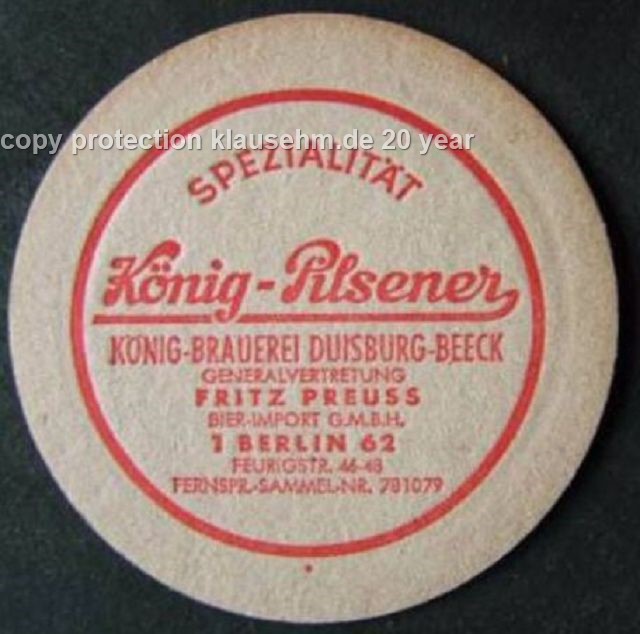 copy protection klausehm.de 20 year
SPEZIALITÄT
König-Pilsener
KÖNIG-BRAUEREI DUISBURG-BEECK
GENERALVERTRETUNG
FRITZ PREUSS
BIER-IMPORT G.M.B.H.
1 BERLIN 62
FEURIGSTR. 46-48
FERNSPR.-SAMMEL-NR. 781079